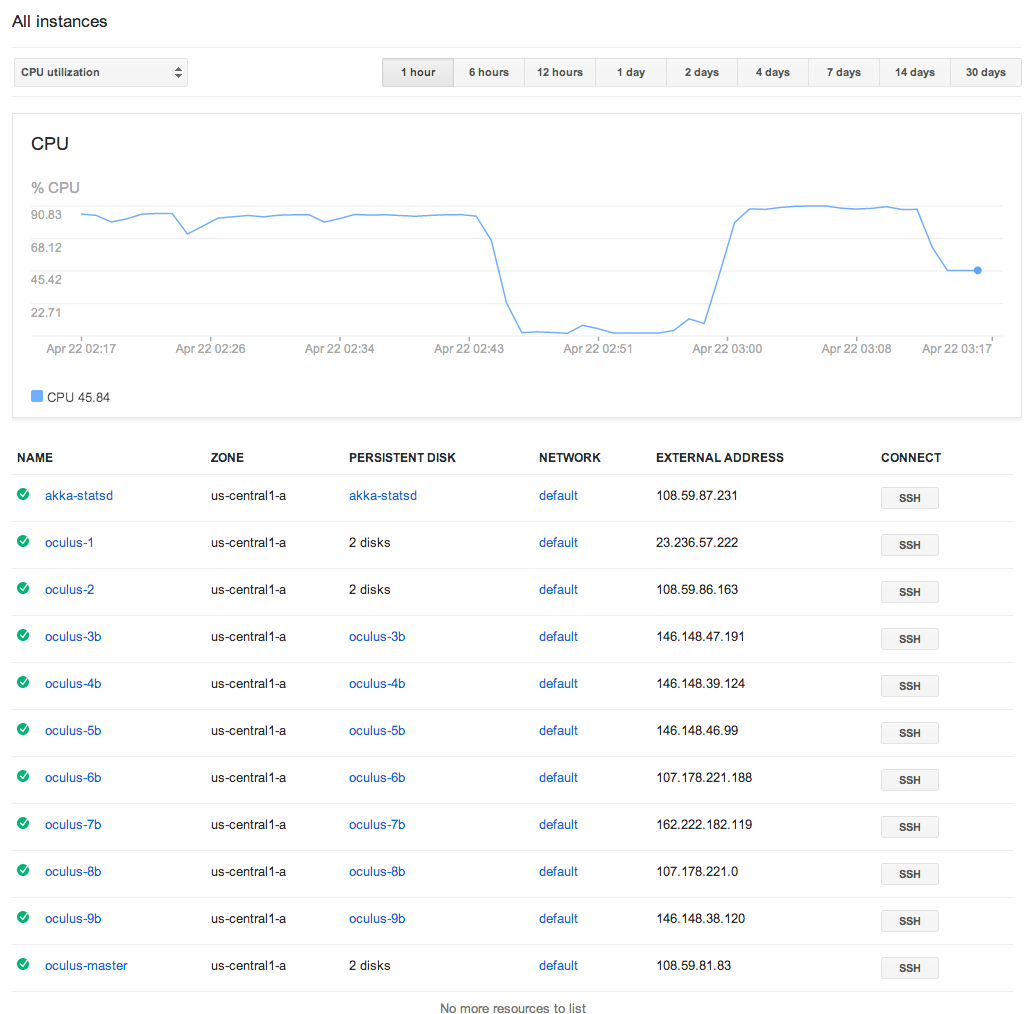 All instances
CPU utilization 1 hour 6 hours 12 hours 1 day 2 days 4 days 7 days 14 days 30 days
CPU
% CPU
90.83
68.12
45.42
22.71
Apr 22 02:17 Apr 22 02:26 Apr 22 02:34 Apr 22 02:43 Apr 22 02:51 Apr 22 03:00 Apr 22 03:08 Apr 22 03:17
CPU 45.84
NAME ZONE PERSISTENT DISK NETWORK EXTERNAL ADDRESS CONNECT
akka-statsd us-central1-a akka-statsd default 108.59.87.231 SSH
oculus-1 us-central1-a 2 disks default 23.236.57.222 SSH
oculus-2 us-central1-a 2 disks default 108.59.86.163 SSH
oculus-3b us-central1-a oculus-3b default 146.148.47.191 SSH
oculus-4b us-central1-a oculus-4b default 146.148.39.124 SSH
oculus-5b us-central1-a oculus-5b default 146.148.46.99 SSH
oculus-6b us-central1-a oculus-6b default 107.178.221.188 SSH
oculus-7b us-central1-a oculus-7b default 162.222.182.119 SSH
oculus-8b us-central1-a oculus-8b default 107.178.221.0 SSH
oculus-9b us-central1-a oculus-9b default 146.148.38.120 SSH
oculus-master us-central1-a 2 disks default 108.59.81.83 SSH
No more resources to list